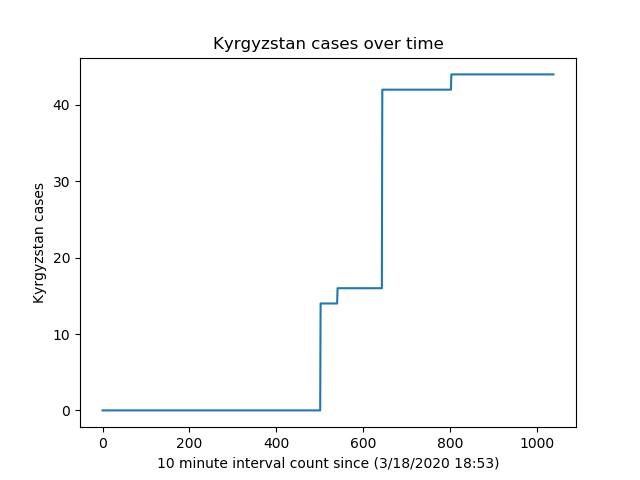 Kyrgyzstan cases over time
Kyrgyzstan cases
40
30
20
10
0
0 200 400 600 800 1000
10 minute interval count since (3/18/2020 18:53)